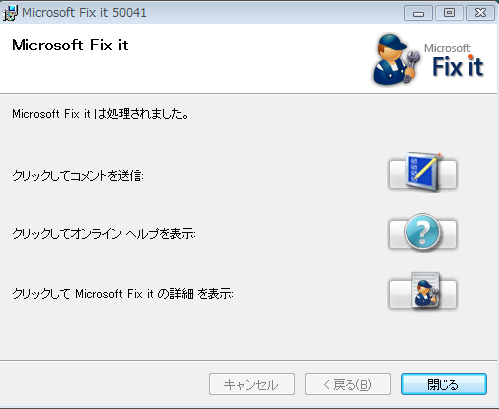 Microsoft Fix it 50041
Microsoft Fix it
Microsoft
Fix it
Microsoft Fix it は処理されました。
クリックしてコメントを送信:
クリックしてオンライン ヘルプを表示:
クリックして Microsoft Fix it の詳細 を表示:
キャンセル
< 戻る(B)
閉じる